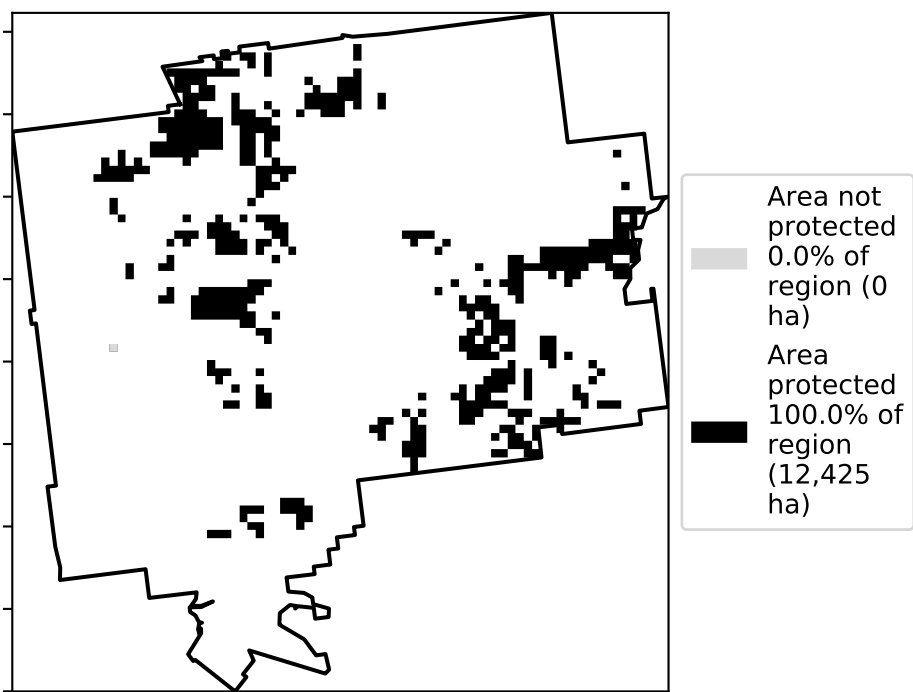 Area not
protected
0.0% of
region (0
ha)
Area
protected
100.0% of
region
(12,425
ha)